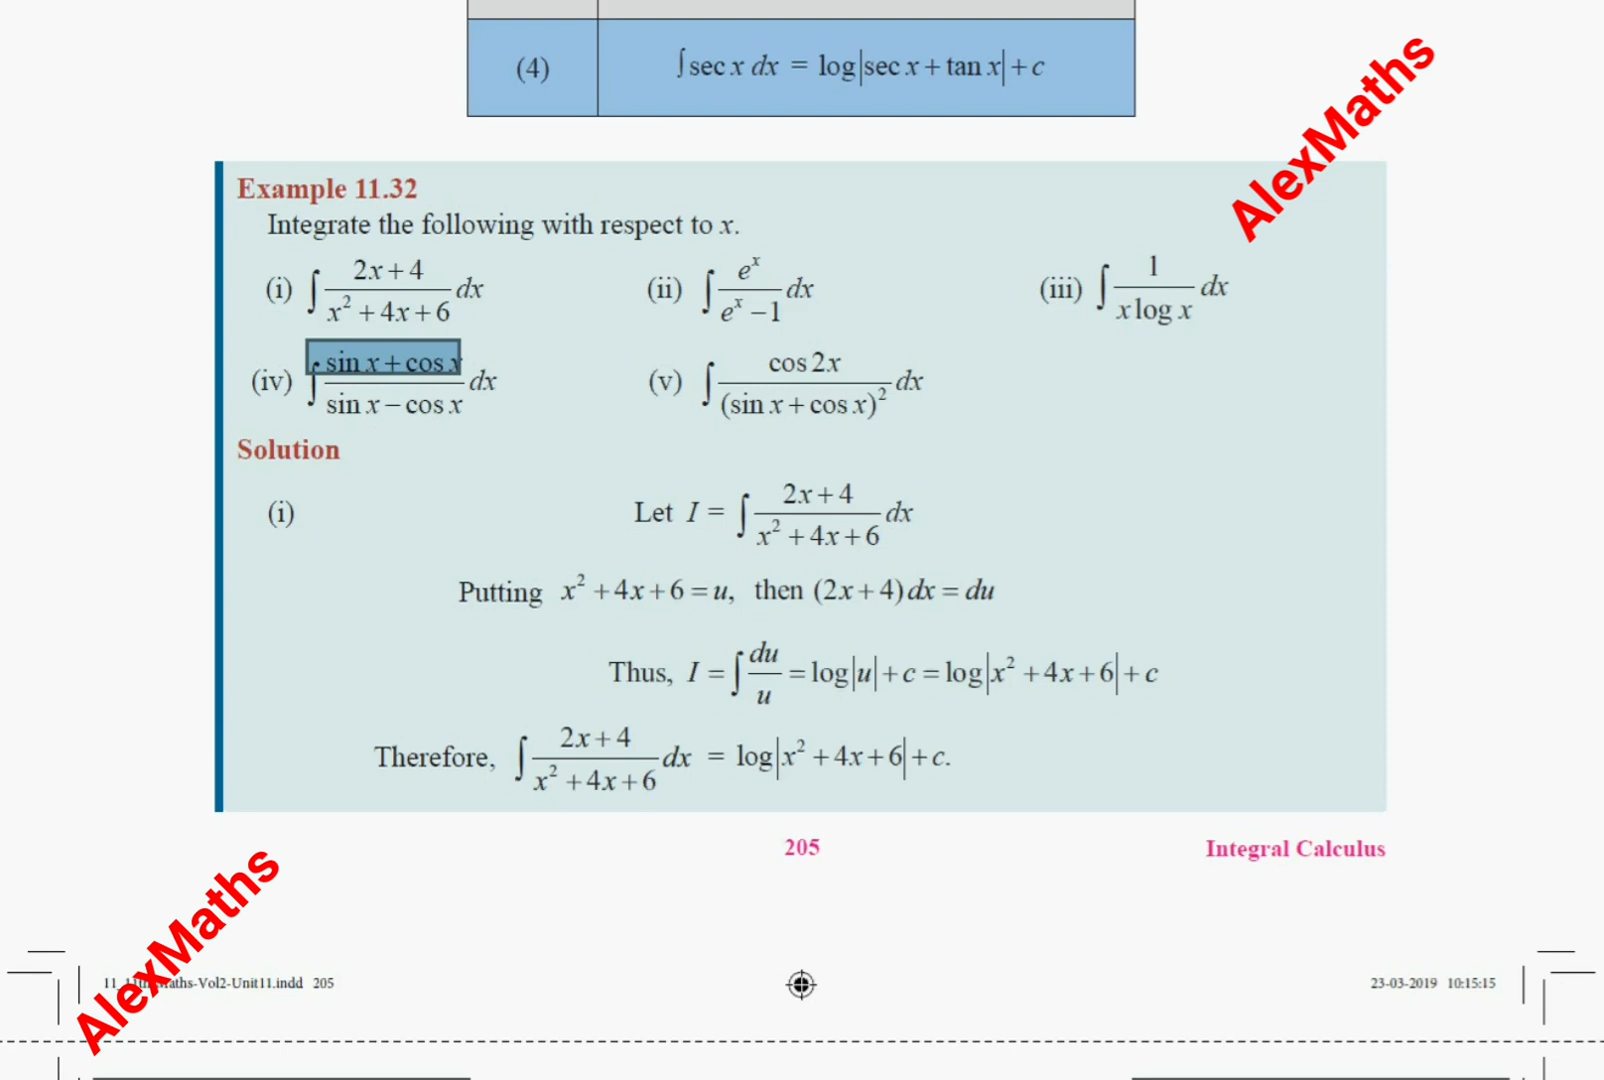 (4) ∫ sec x dx = log|sec x + tan x| + c
AlexMaths
Example 11.32
Integrate the following with respect to x.
(i) ∫ (2x + 4)/(x² + 4x + 6) dx (ii) ∫ eˣ/(eˣ − 1) dx (iii) ∫ 1/(x log x) dx
(iv) ∫ (sin x + cos x)/(sin x − cos x) dx (v) ∫ cos 2x/(sin x + cos x)² dx
Solution
(i) Let I = ∫ (2x + 4)/(x² + 4x + 6) dx
Putting x² + 4x + 6 = u, then (2x + 4) dx = du
Thus, I = ∫ du/u = log|u| + c = log|x² + 4x + 6| + c
Therefore, ∫ (2x + 4)/(x² + 4x + 6) dx = log|x² + 4x + 6| + c.
205 Integral Calculus
AlexMaths
-Vol2-Unit11.indd 205 23-03-2019 10:15:15